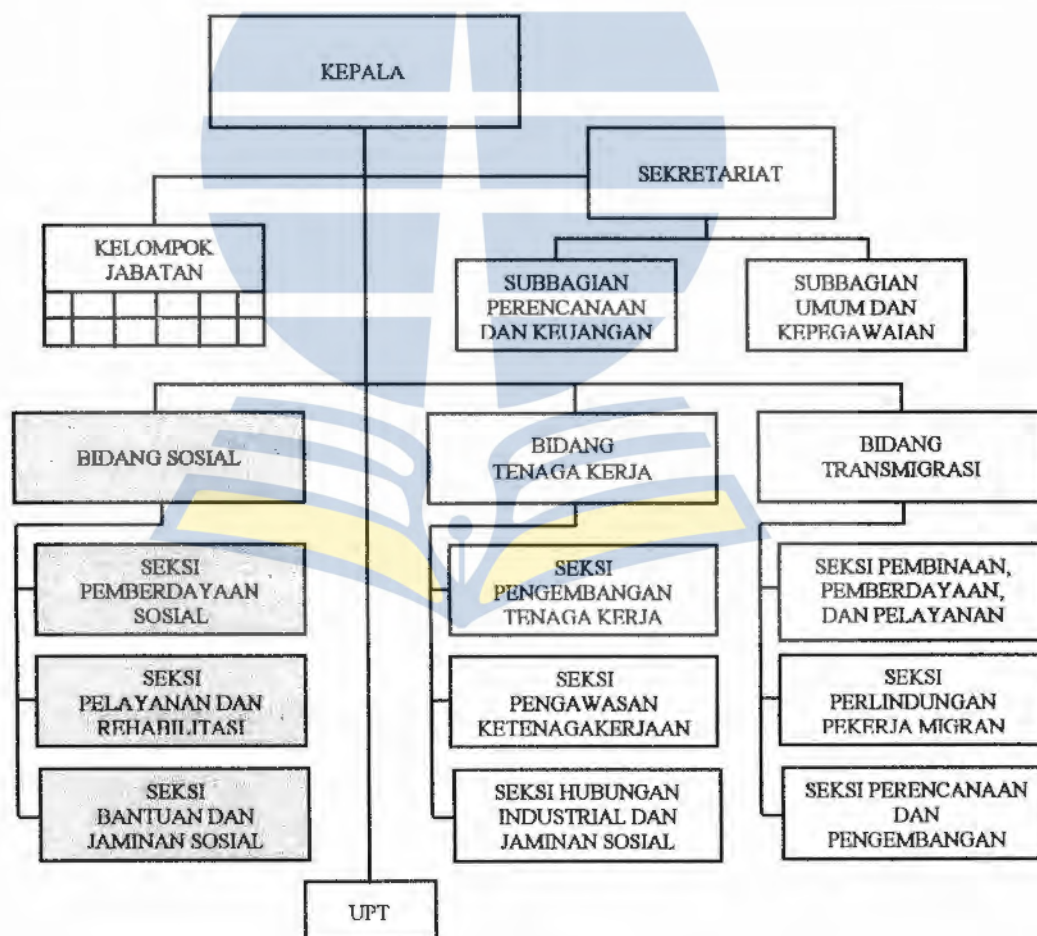 KEPALA
SEKRETARIAT
KELOMPOK
JABATAN
SUBBAGIAN
PERENCANAAN
DAN KEUANGAN
SUBBAGIAN
UMUM DAN
KEPEGAWAIAN
BIDANG SOSIAL
BIDANG
TENAGA KERJA
BIDANG
TRANSMIGRASI
SEKSI
PEMBERDAYAAN
SOSIAL
SEKSI
PENGEMBANGAN
TENAGA KERJA
SEKSI PEMBINAAN,
PEMBERDAYAAN,
DAN PELAYANAN
SEKSI
PELAYANAN DAN
REHABILITASI
SEKSI
PENGAWASAN
KETENAGAKERJAAN
SEKSI
PERLINDUNGAN
PEKERJA MIGRAN
SEKSI
BANTUAN DAN
JAMINAN SOSIAL
SEKSI HUBUNGAN
INDUSTRIAL DAN
JAMINAN SOSIAL
SEKSI PERENCANAAN
DAN
PENGEMBANGAN
UPT